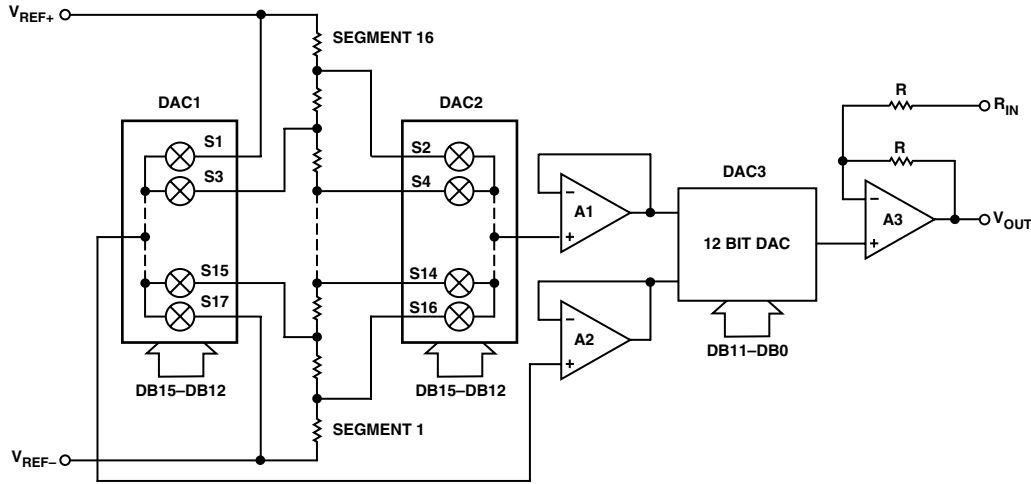 VREF+
SEGMENT 16
DAC1
DAC2
R
RIN
S1
S2
R
S3
S4
DAC3
–
A1
+
–
A3
+
VOUT
12 BIT DAC
S15
S14
S17
S16
–
A2
+
DB11–DB0
DB15–DB12
DB15–DB12
SEGMENT 1
VREF–